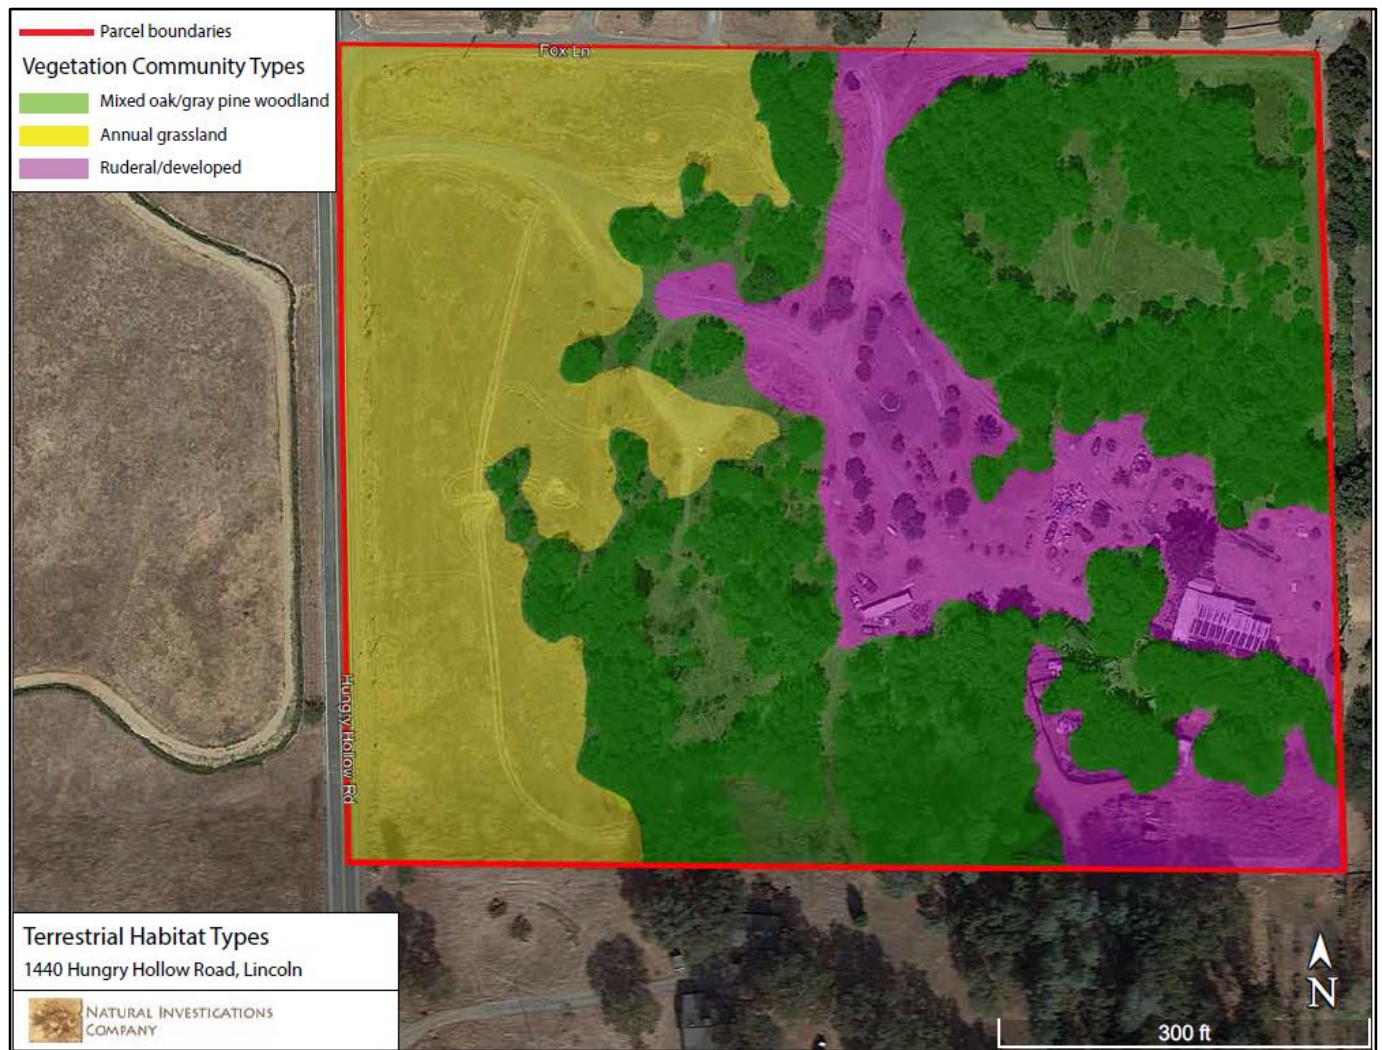 Parcel boundaries
Vegetation Community Types
Mixed oak/gray pine woodland
Annual grassland
Ruderal/developed
Fox Ln
Hungry Hollow Rd
Terrestrial Habitat Types
1440 Hungry Hollow Road, Lincoln
NATURAL INVESTIGATIONS
COMPANY
N
300 ft